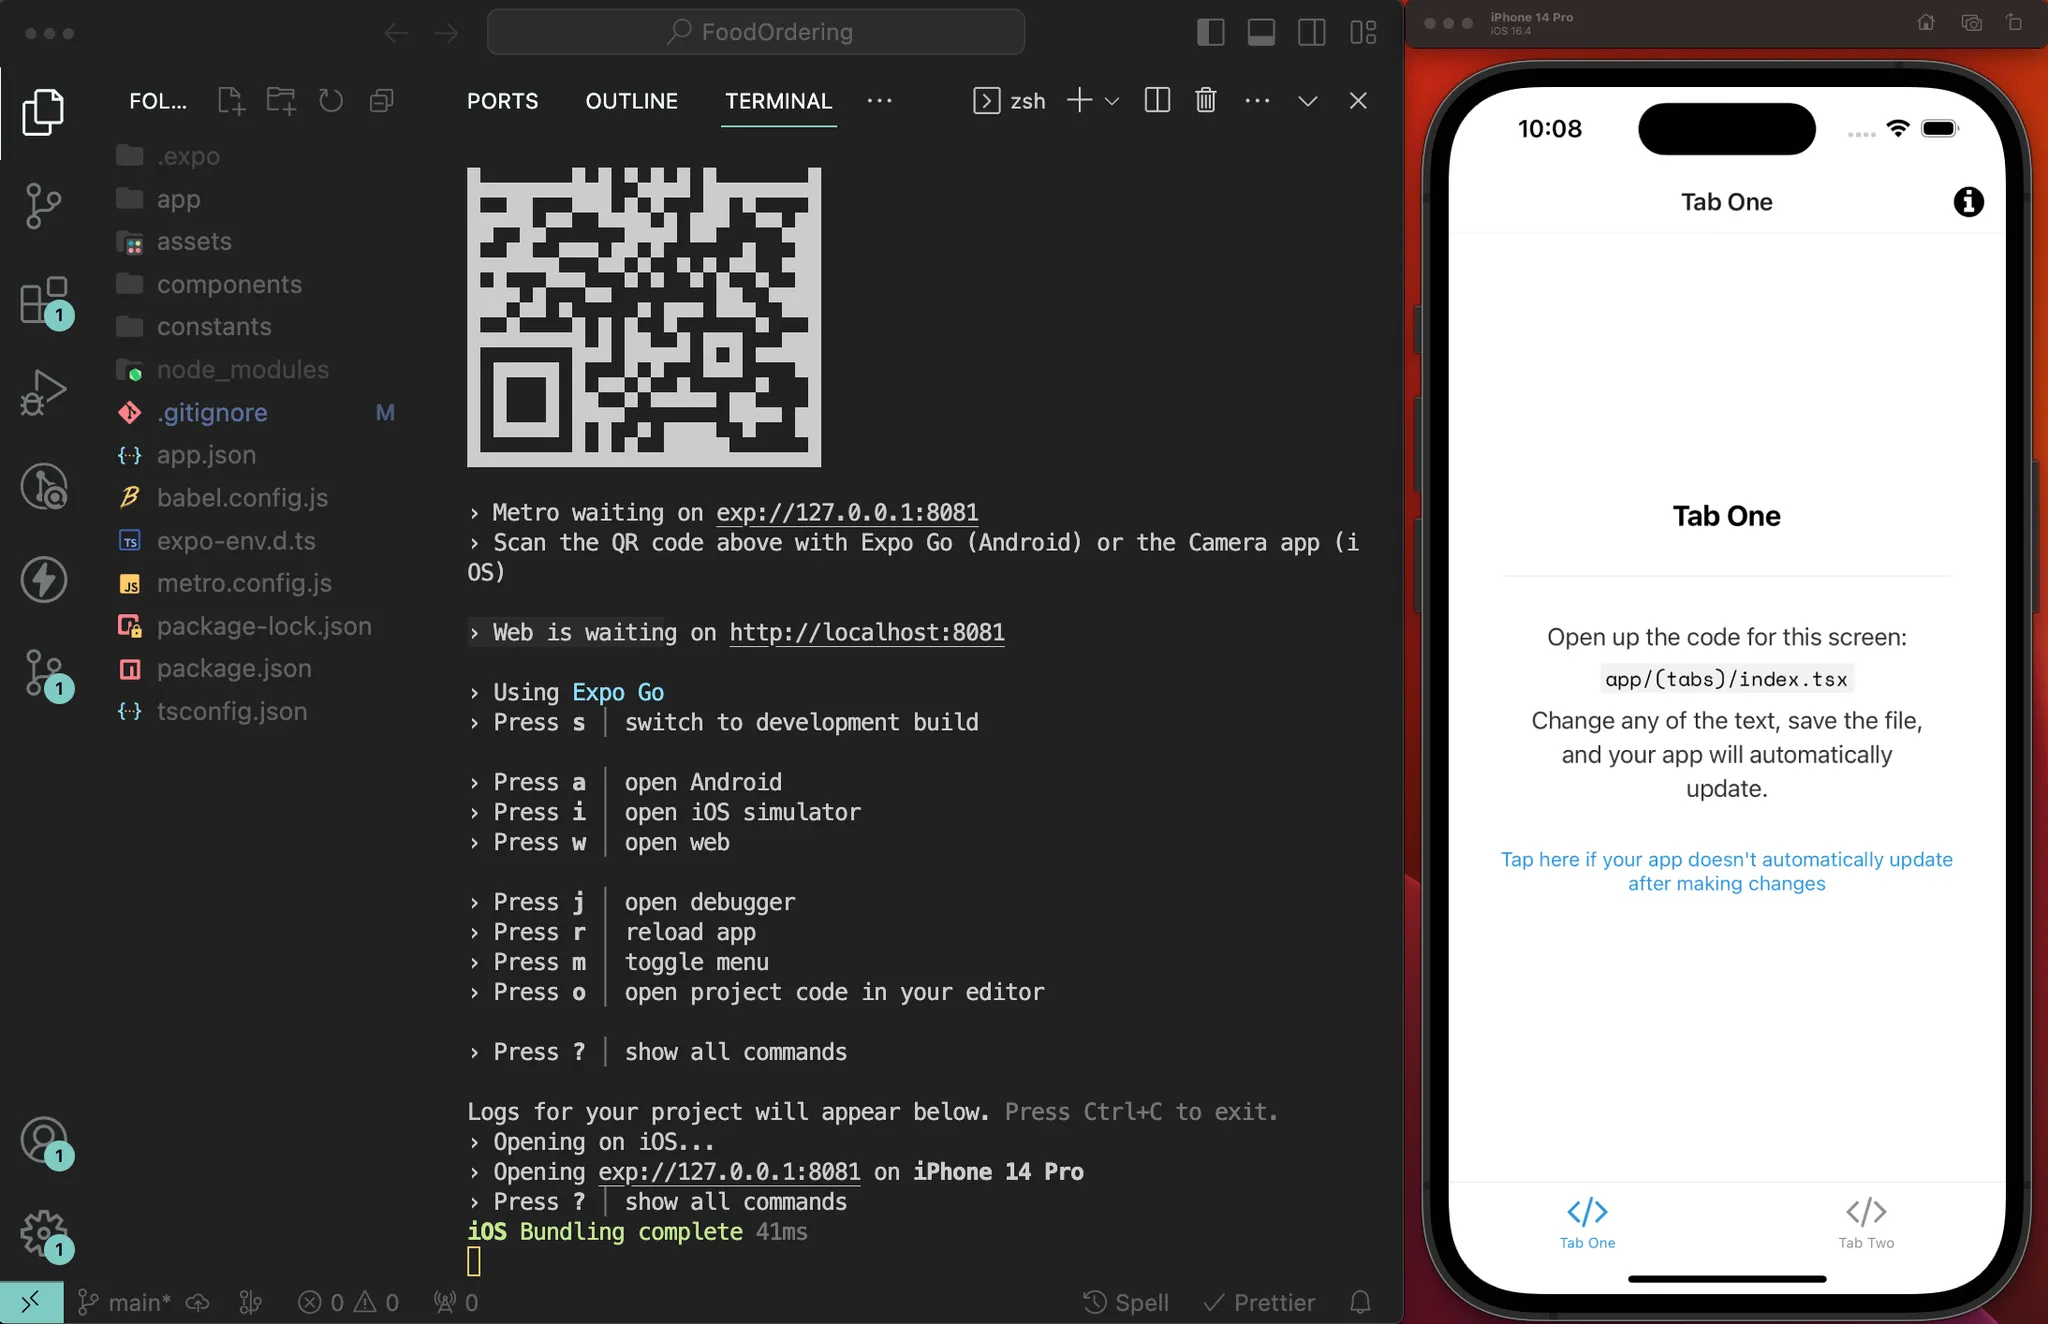 FoodOrdering
FOL...
.expo
app
assets
components
constants
node_modules
.gitignore M
app.json
babel.config.js
TS expo-env.d.ts
JS metro.config.js
package-lock.json
package.json
tsconfig.json
1
1
1
1
PORTS OUTLINE TERMINAL ... zsh
› Metro waiting on exp://127.0.0.1:8081
› Scan the QR code above with Expo Go (Android) or the Camera app (i
OS)
› Web is waiting on http://localhost:8081
› Using Expo Go
› Press s │ switch to development build
› Press a │ open Android
› Press i │ open iOS simulator
› Press w │ open web
› Press j │ open debugger
› Press r │ reload app
› Press m │ toggle menu
› Press o │ open project code in your editor
› Press ? │ show all commands
Logs for your project will appear below. Press Ctrl+C to exit.
› Opening on iOS...
› Opening exp://127.0.0.1:8081 on iPhone 14 Pro
› Press ? │ show all commands
iOS Bundling complete 41ms
main* 0 0 0 Spell Prettier
iPhone 14 Pro
iOS 16.4
10:08
Tab One
Tab One
Open up the code for this screen:
app/(tabs)/index.tsx
Change any of the text, save the file,
and your app will automatically
update.
Tap here if your app doesn't automatically update
after making changes
Tab One Tab Two